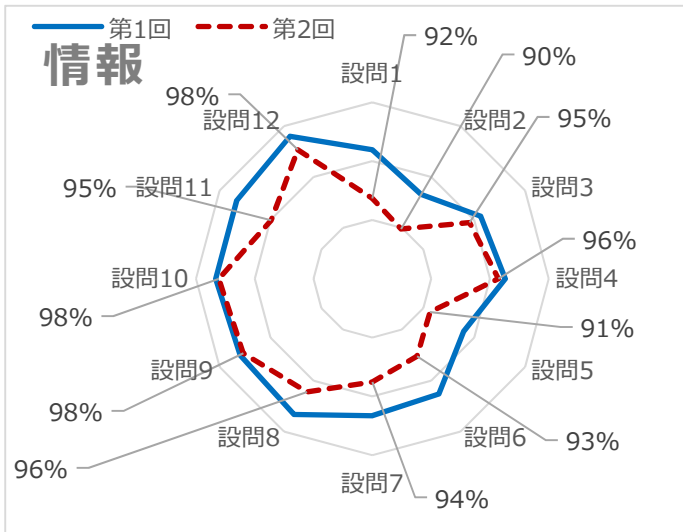 第1回 第2回
情報
92%
90%
95%
96%
91%
93%
94%
96%
98%
98%
95%
98%
設問1
設問2
設問3
設問4
設問5
設問6
設問7
設問8
設問9
設問10
設問11
設問12